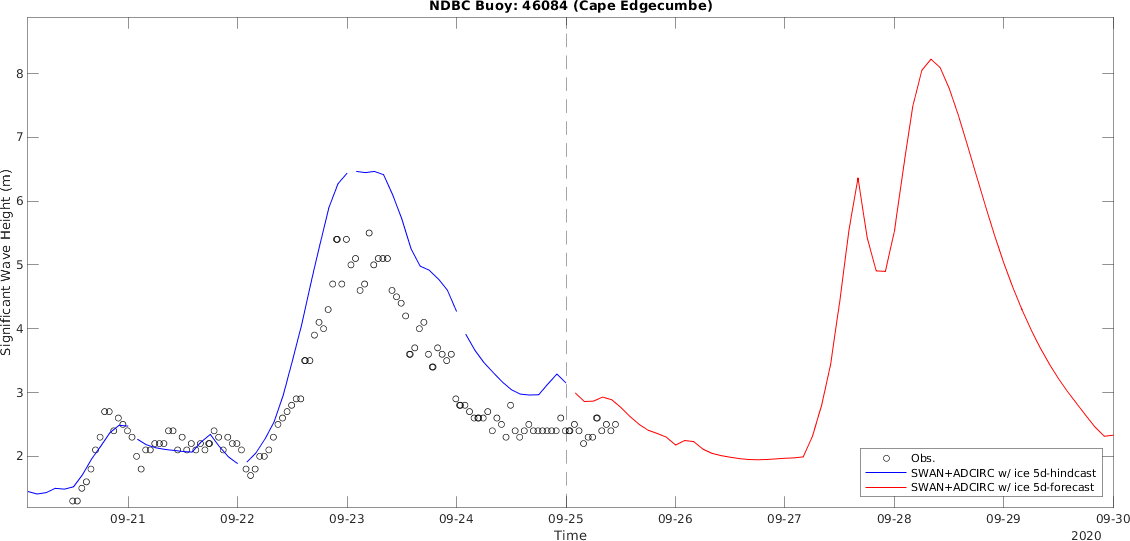 NDBC Buoy: 46084 (Cape Edgecumbe)
Significant Wave Height (m)
8
7
6
5
4
3
2
Obs.
SWAN+ADCIRC w/ ice 5d-hindcast
SWAN+ADCIRC w/ ice 5d-forecast
09-21 09-22 09-23 09-24 09-25 09-26 09-27 09-28 09-29 09-30
Time
2020